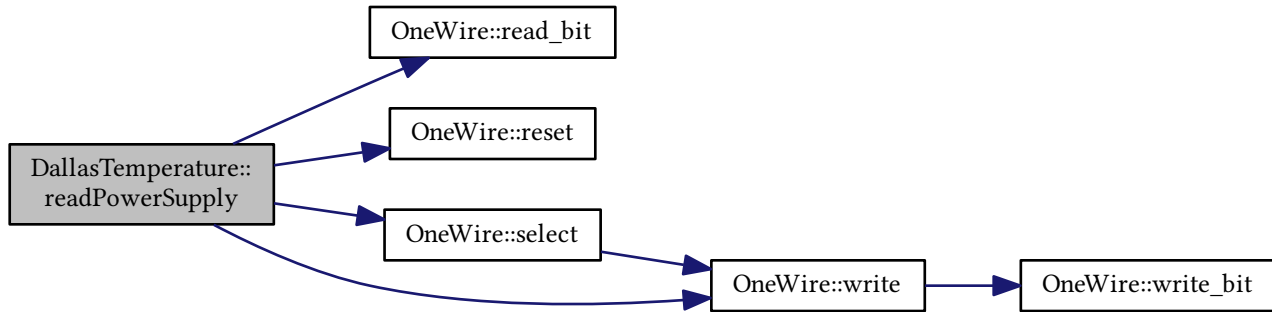 OneWire::read_bit
OneWire::reset
DallasTemperature::
readPowerSupply
OneWire::select
OneWire::write
OneWire::write_bit